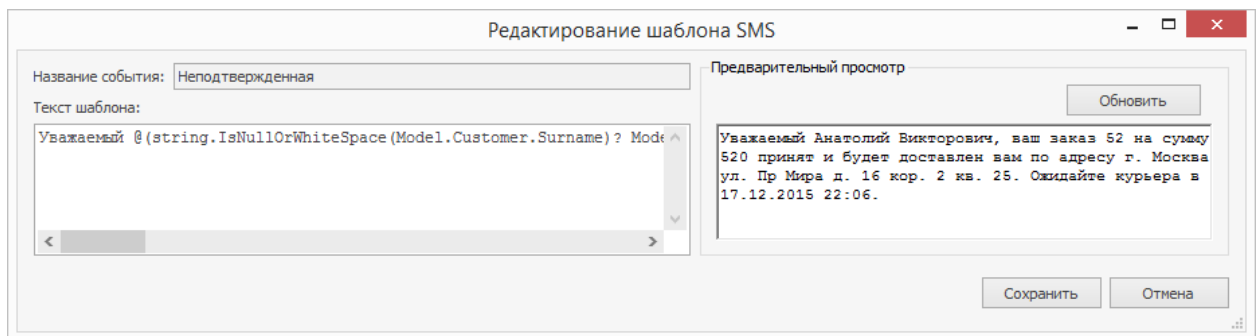 Редактирование шаблона SMS
Название события: Неподтвержденная
Текст шаблона:
Уважаемый @(string.IsNullOrWhiteSpace(Model.Customer.Surname)? Mode
Предварительный просмотр
Обновить
Уважаемый Анатолий Викторович, ваш заказ 52 на сумму
520 принят и будет доставлен вам по адресу г. Москва
ул. Пр Мира д. 16 кор. 2 кв. 25. Ожидайте курьера в
17.12.2015 22:06.
Сохранить Отмена